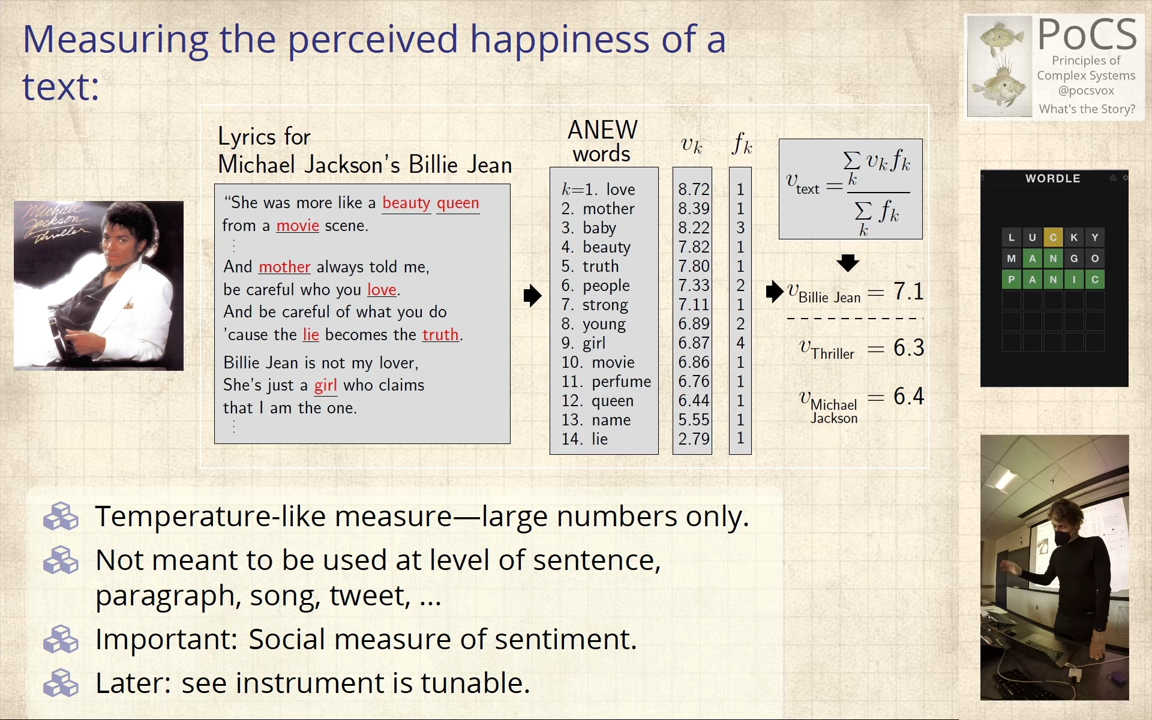 Measuring the perceived happiness of a
text:
PoCS
Principles of
Complex Systems
@pocsvox
What's the Story?
Michael
Jackson
Thriller
Lyrics for
Michael Jackson's Billie Jean
“She was more like a beauty queen
from a movie scene.
⋮
And mother always told me,
be careful who you love.
And be careful of what you do
'cause the lie becomes the truth.
Billie Jean is not my lover,
She's just a girl who claims
that I am the one.
⋮
ANEW
words
v_k f_k
k=1. love 8.72 1
2. mother 8.39 1
3. baby 8.22 3
4. beauty 7.82 1
5. truth 7.80 1
6. people 7.33 2
7. strong 7.11 1
8. young 6.89 2
9. girl 6.87 4
10. movie 6.86 1
11. perfume 6.76 1
12. queen 6.44 1
13. name 5.55 1
14. lie 2.79 1
v_text = ∑_k v_k f_k / ∑_k f_k
v_Billie Jean = 7.1
v_Thriller = 6.3
v_Michael Jackson = 6.4
WORDLE
LUCKY
MANGO
PANIC
Temperature-like measure—large numbers only.
Not meant to be used at level of sentence,
paragraph, song, tweet, ...
Important: Social measure of sentiment.
Later: see instrument is tunable.